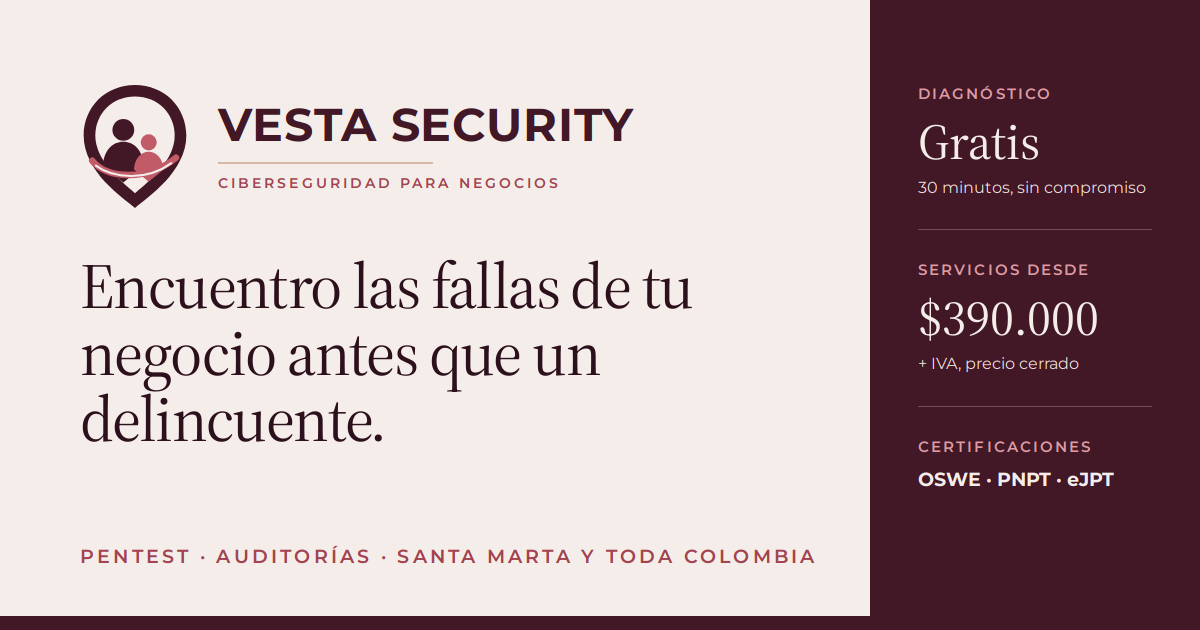 VESTA SECURITY
CIBERSEGURIDAD PARA NEGOCIOS
Encuentro las fallas de tu
negocio antes que un
delincuente.
PENTEST · AUDITORÍAS · SANTA MARTA Y TODA COLOMBIA
DIAGNÓSTICO
Gratis
30 minutos, sin compromiso
SERVICIOS DESDE
$390.000
+ IVA, precio cerrado
CERTIFICACIONES
OSWE · PNPT · eJPT